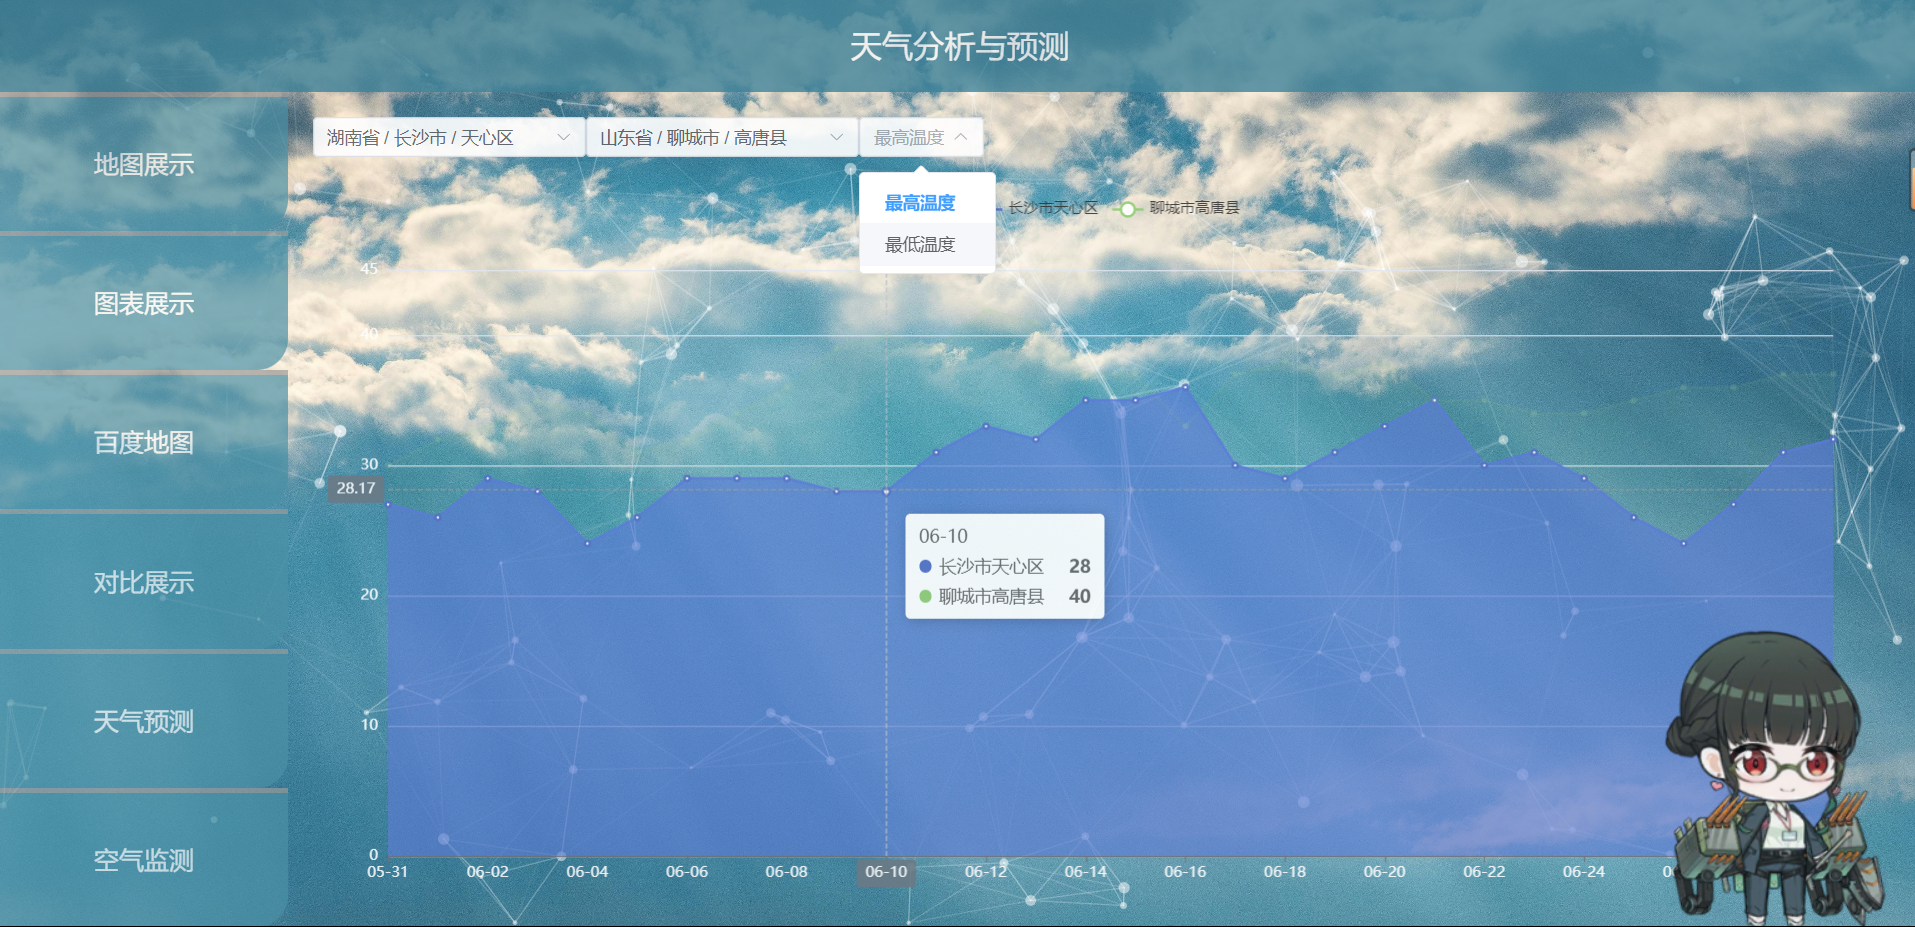 天气分析与预测
地图展示
图表展示
百度地图
对比展示
天气预测
空气监测
湖南省 / 长沙市 / 天心区
山东省 / 聊城市 / 高唐县
最高温度
最高温度
最低温度
长沙市天心区
聊城市高唐县
45
40
30
28.17
20
10
0
06-10
长沙市天心区 28
聊城市高唐县 40
05-31 06-02 06-04 06-06 06-08 06-10 06-12 06-14 06-16 06-18 06-20 06-22 06-24